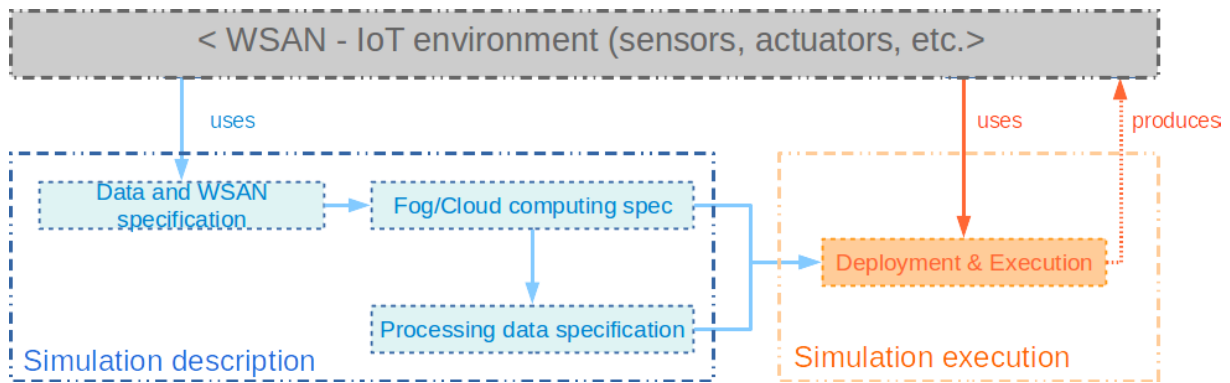 < WSAN - IoT environment (sensors, actuators, etc.>
uses
uses
produces
Data and WSAN
specification
Fog/Cloud computing spec
Deployment & Execution
Processing data specification
Simulation description
Simulation execution